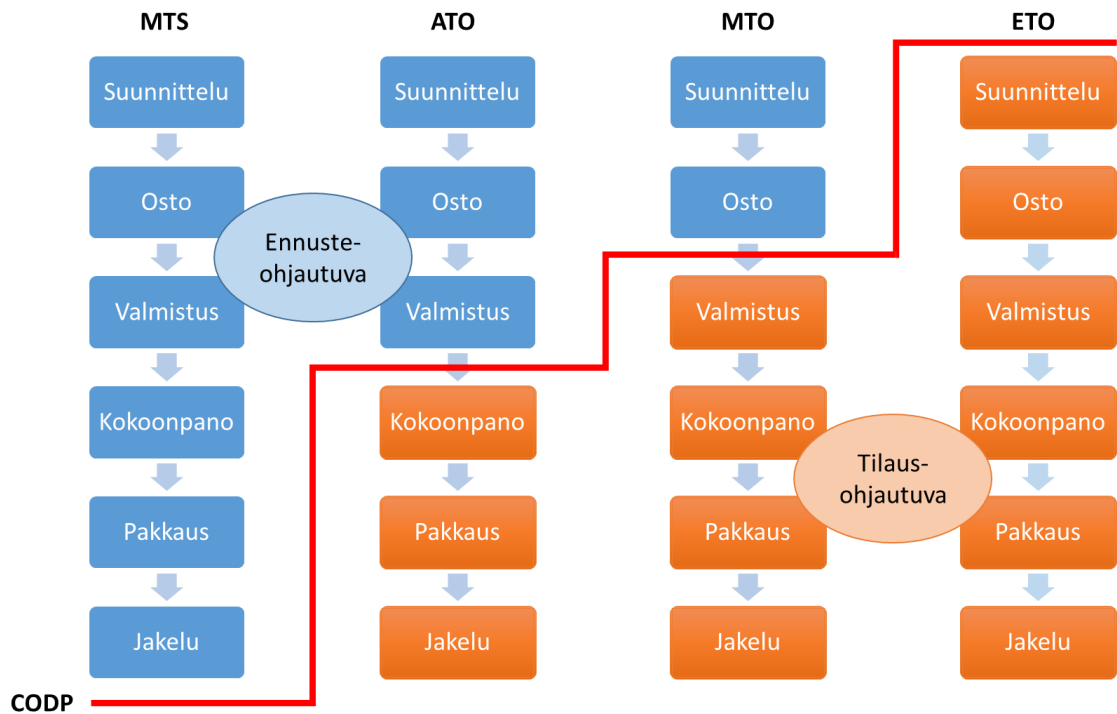 MTS
ATO
MTO
ETO
Suunnittelu
Suunnittelu
Suunnittelu
Suunnittelu
Osto
Osto
Osto
Osto
Ennuste-
ohjautuva
Valmistus
Valmistus
Valmistus
Valmistus
Kokoonpano
Kokoonpano
Kokoonpano
Kokoonpano
Tilaus-
ohjautuva
Pakkaus
Pakkaus
Pakkaus
Pakkaus
Jakelu
Jakelu
Jakelu
Jakelu
CODP